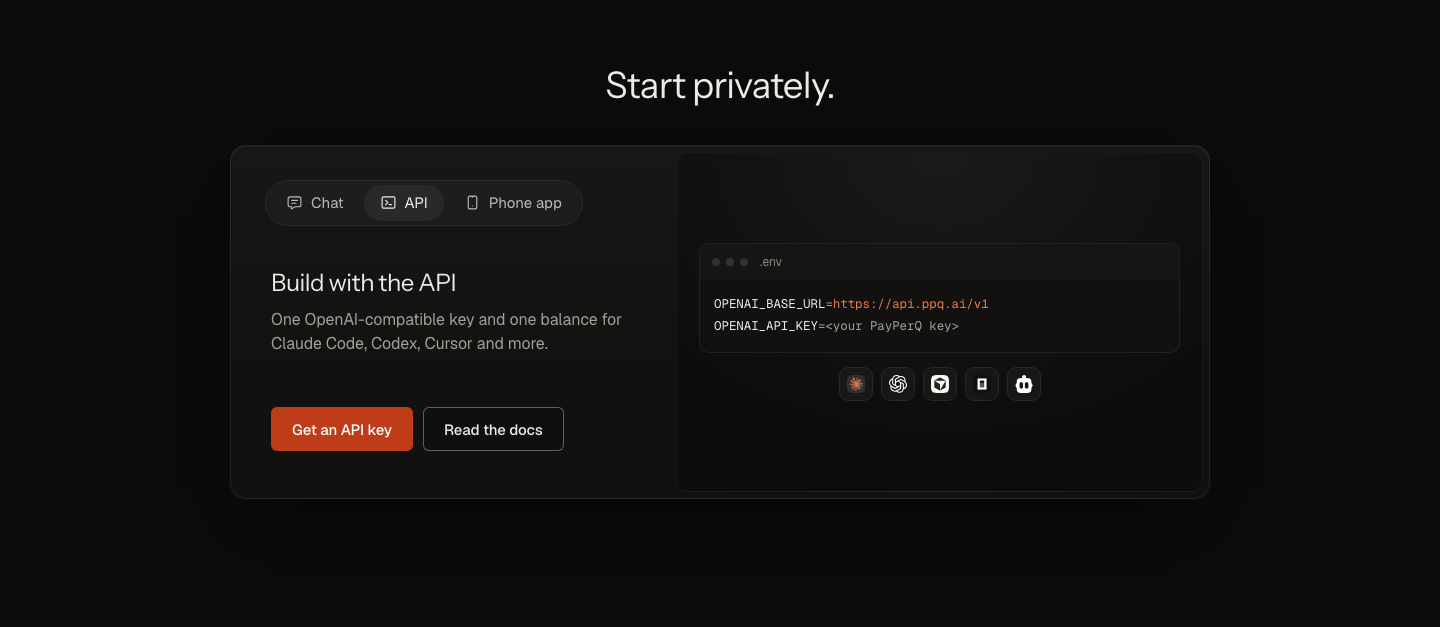 Start privately.
Chat
API
Phone app
Build with the API
One OpenAI-compatible key and one balance for
Claude Code, Codex, Cursor and more.
Get an API key
Read the docs
.env
OPENAI_BASE_URL=https://api.ppq.ai/v1
OPENAI_API_KEY=<your PayPerQ key>